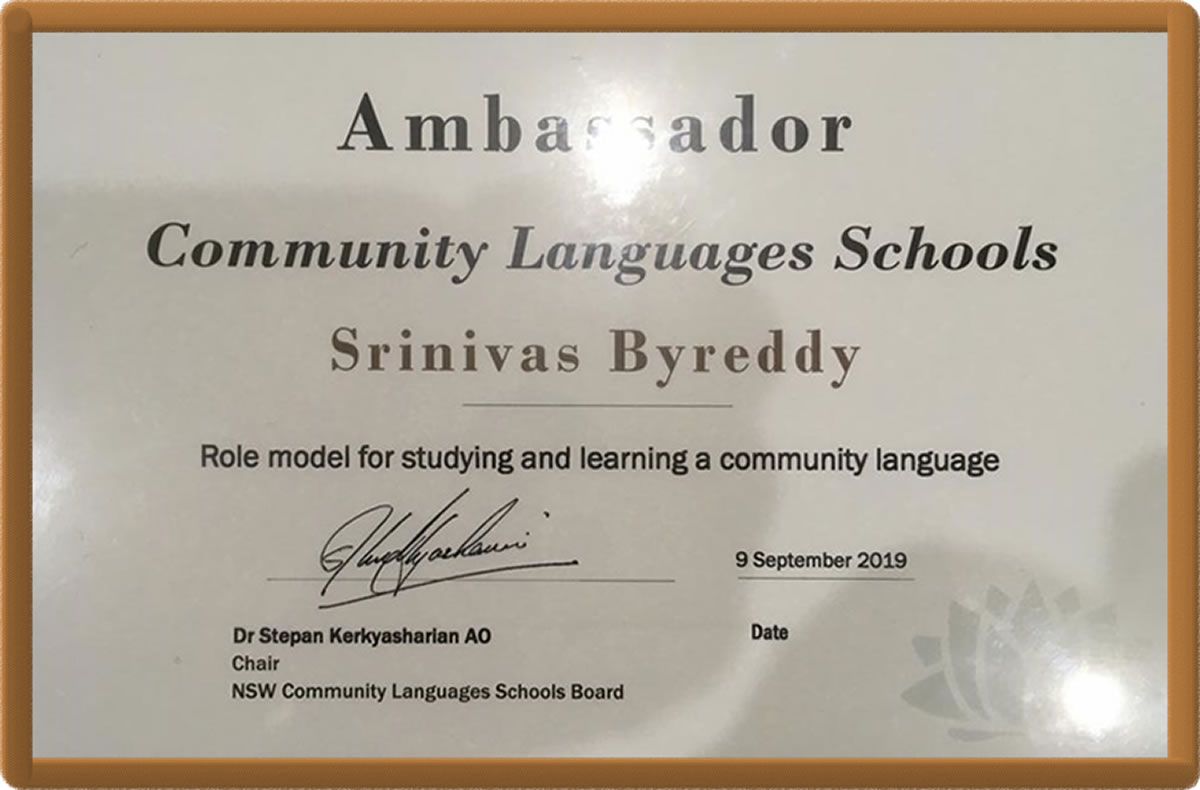 Ambassador
Community Languages Schools
Srinivas Byreddy
Role model for studying and learning a community language
9 September 2019
Dr Stepan Kerkyasharian AO
Date
Chair
NSW Community Languages Schools Board